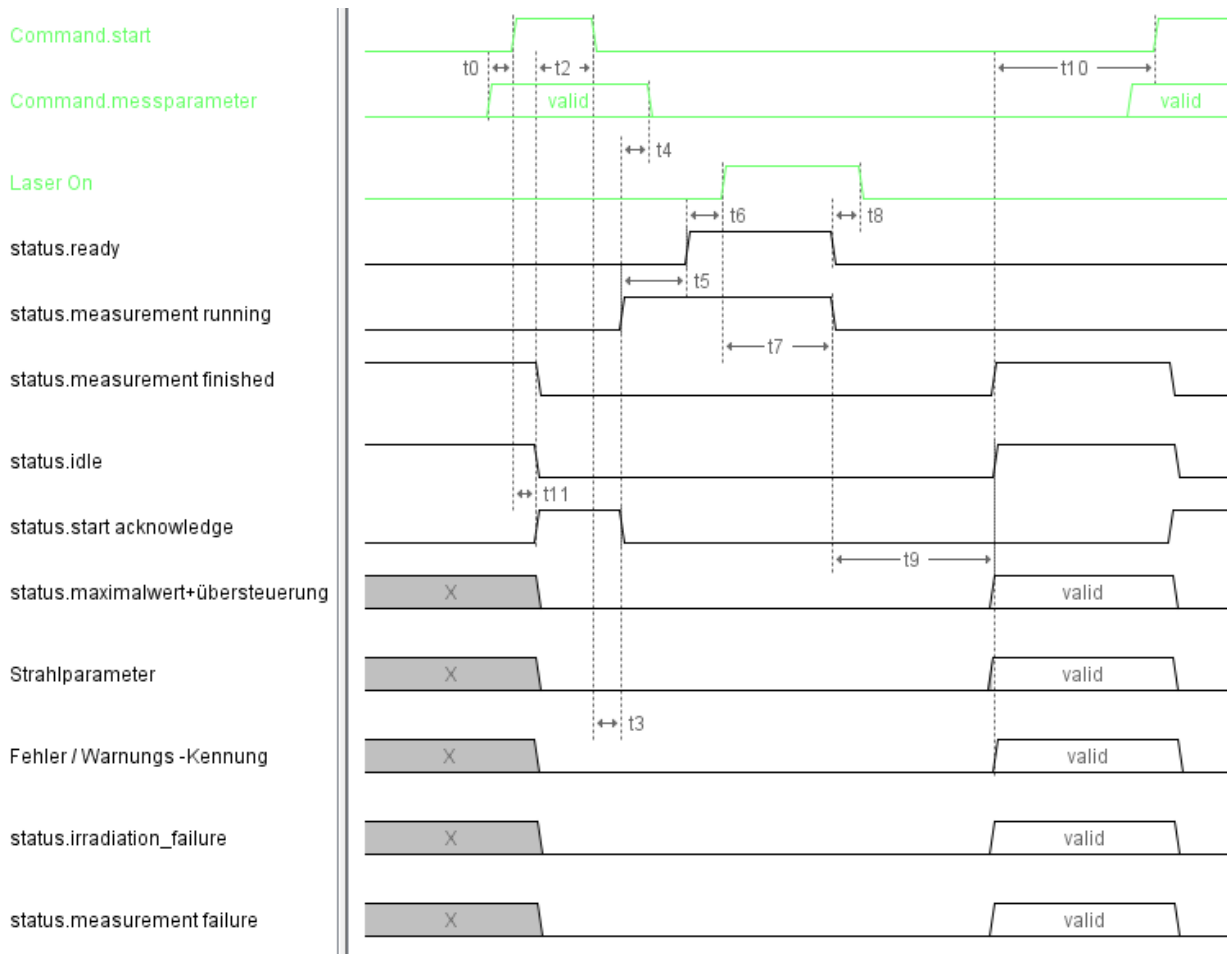 Command.start
t0
t2
t10
Command.messparameter
valid
valid
t4
Laser On
t6
t8
status.ready
t5
status.measurement running
t7
status.measurement finished
status.idle
t11
status.start acknowledge
t9
status.maximalwert+übersteuerung
X
valid
Strahlparameter
X
valid
t3
Fehler / Warnungs -Kennung
X
valid
status.irradiation_failure
X
valid
status.measurement failure
X
valid